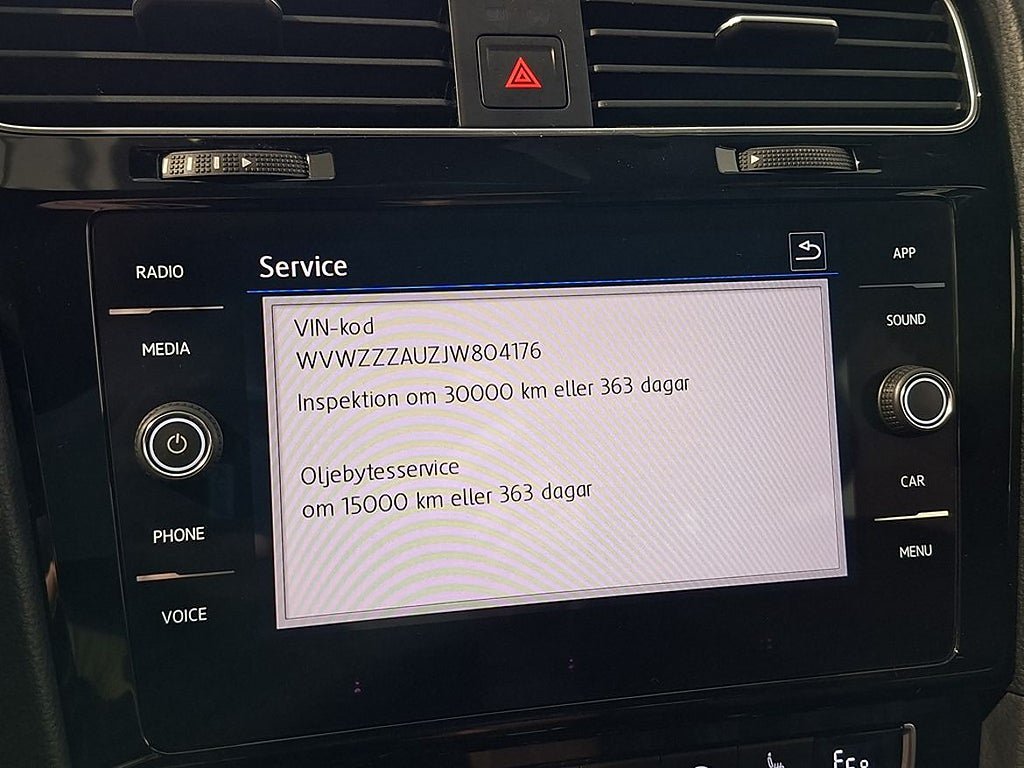 RADIO
MEDIA
PHONE
VOICE
Service
VIN-kod
WVWZZZAUZJW804176
Inspektion om 30000 km eller 363 dagar
Oljebytesservice
om 15000 km eller 363 dagar
APP
SOUND
CAR
MENU